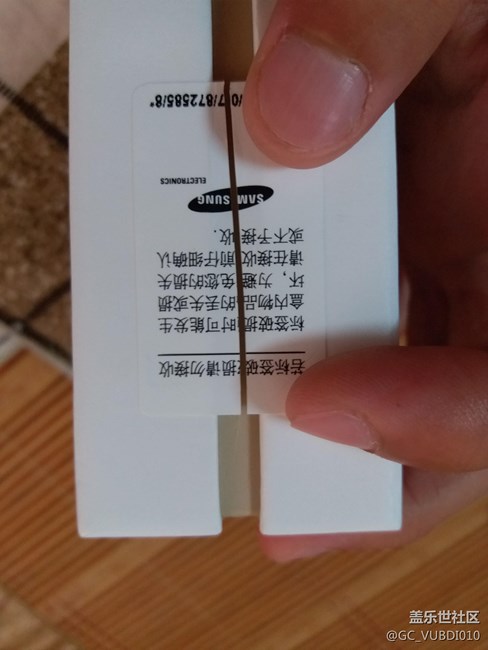 若标签破损请勿接收
标签破损时可能发生
盒内物品的丢失或损
坏，为避免您的损失
请在接收前仔细确认
或不予接收.
SAMSUNG
ELECTRONICS
盖乐世社区
@GC_VUBDI010